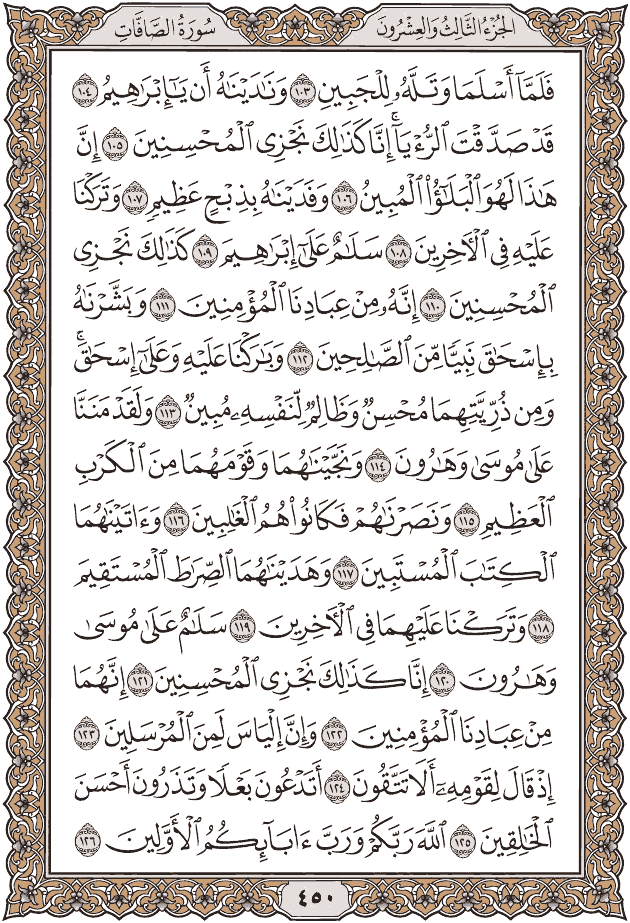 الجزء الثالث والعشرون
سورة الصافات
فَلَمَّآ أَسۡلَمَا وَتَلَّهُۥ لِلۡجَبِينِ ١٠٣ وَنَٰدَيۡنَٰهُ أَن يَٰٓإِبۡرَٰهِيمُ ١٠٤
قَدۡ صَدَّقۡتَ ٱلرُّءۡيَآۚ إِنَّا كَذَٰلِكَ نَجۡزِي ٱلۡمُحۡسِنِينَ ١٠٥ إِنَّ
هَٰذَا لَهُوَ ٱلۡبَلَٰٓؤُاْ ٱلۡمُبِينُ ١٠٦ وَفَدَيۡنَٰهُ بِذِبۡحٍ عَظِيمٖ ١٠٧ وَتَرَكۡنَا
عَلَيۡهِ فِي ٱلۡأٓخِرِينَ ١٠٨ سَلَٰمٌ عَلَىٰٓ إِبۡرَٰهِيمَ ١٠٩ كَذَٰلِكَ نَجۡزِي
ٱلۡمُحۡسِنِينَ ١١٠ إِنَّهُۥ مِنۡ عِبَادِنَا ٱلۡمُؤۡمِنِينَ ١١١ وَبَشَّرۡنَٰهُ
بِإِسۡحَٰقَ نَبِيّٗا مِّنَ ٱلصَّٰلِحِينَ ١١٢ وَبَٰرَكۡنَا عَلَيۡهِ وَعَلَىٰٓ إِسۡحَٰقَۚ
وَمِن ذُرِّيَّتِهِمَا مُحۡسِنٞ وَظَالِمٞ لِّنَفۡسِهِۦ مُبِينٞ ١١٣ وَلَقَدۡ مَنَنَّا
عَلَىٰ مُوسَىٰ وَهَٰرُونَ ١١٤ وَنَجَّيۡنَٰهُمَا وَقَوۡمَهُمَا مِنَ ٱلۡكَرۡبِ
ٱلۡعَظِيمِ ١١٥ وَنَصَرۡنَٰهُمۡ فَكَانُواْ هُمُ ٱلۡغَٰلِبِينَ ١١٦ وَءَاتَيۡنَٰهُمَا
ٱلۡكِتَٰبَ ٱلۡمُسۡتَبِينَ ١١٧ وَهَدَيۡنَٰهُمَا ٱلصِّرَٰطَ ٱلۡمُسۡتَقِيمَ
١١٨ وَتَرَكۡنَا عَلَيۡهِمَا فِي ٱلۡأٓخِرِينَ ١١٩ سَلَٰمٌ عَلَىٰ مُوسَىٰ
وَهَٰرُونَ ١٢٠ إِنَّا كَذَٰلِكَ نَجۡزِي ٱلۡمُحۡسِنِينَ ١٢١ إِنَّهُمَا
مِنۡ عِبَادِنَا ٱلۡمُؤۡمِنِينَ ١٢٢ وَإِنَّ إِلۡيَاسَ لَمِنَ ٱلۡمُرۡسَلِينَ ١٢٣
إِذۡ قَالَ لِقَوۡمِهِۦٓ أَلَا تَتَّقُونَ ١٢٤ أَتَدۡعُونَ بَعۡلٗا وَتَذَرُونَ أَحۡسَنَ
ٱلۡخَٰلِقِينَ ١٢٥ ٱللَّهَ رَبَّكُمۡ وَرَبَّ ءَابَآئِكُمُ ٱلۡأَوَّلِينَ ١٢٦
٤٥٠